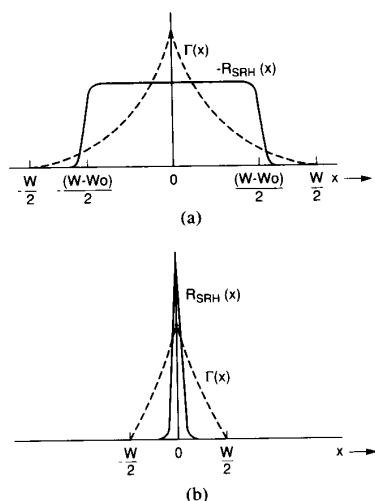 Γ(x)
-R_SRH (x)
-W/2
-(W-Wo)/2
0
(W-Wo)/2
W/2
x
(a)
R_SRH (x)
Γ(x)
-W/2
0
W/2
x
(b)